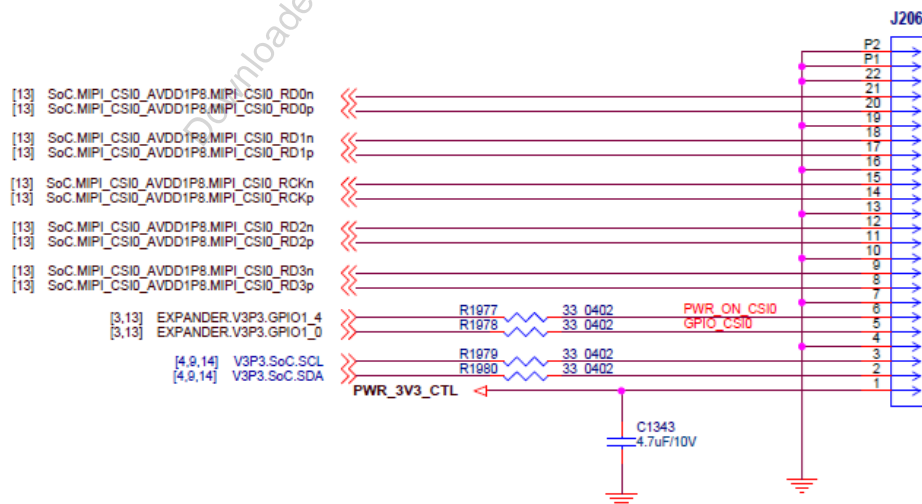 J206
Downloade
P2
P1
22
[13] SoC.MIPI_CSI0_AVDD1P8.MIPI_CSI0_RD0n 21
[13] SoC.MIPI_CSI0_AVDD1P8.MIPI_CSI0_RD0p 20
19
[13] SoC.MIPI_CSI0_AVDD1P8.MIPI_CSI0_RD1n 18
[13] SoC.MIPI_CSI0_AVDD1P8.MIPI_CSI0_RD1p 17
16
[13] SoC.MIPI_CSI0_AVDD1P8.MIPI_CSI0_RCKn 15
[13] SoC.MIPI_CSI0_AVDD1P8.MIPI_CSI0_RCKp 14
13
[13] SoC.MIPI_CSI0_AVDD1P8.MIPI_CSI0_RD2n 12
[13] SoC.MIPI_CSI0_AVDD1P8.MIPI_CSI0_RD2p 11
10
[13] SoC.MIPI_CSI0_AVDD1P8.MIPI_CSI0_RD3n 9
[13] SoC.MIPI_CSI0_AVDD1P8.MIPI_CSI0_RD3p 8
7
[3,13] EXPANDER.V3P3.GPIO1_4 R1977 33 0402 PWR_ON_CSI0 6
[3,13] EXPANDER.V3P3.GPIO1_0 R1978 33 0402 GPIO_CSI0 5
4
[4,9,14] V3P3.SoC.SCL R1979 33 0402 3
[4,9,14] V3P3.SoC.SDA R1980 33 0402 2
PWR_3V3_CTL 1
C1343
4.7uF/10V